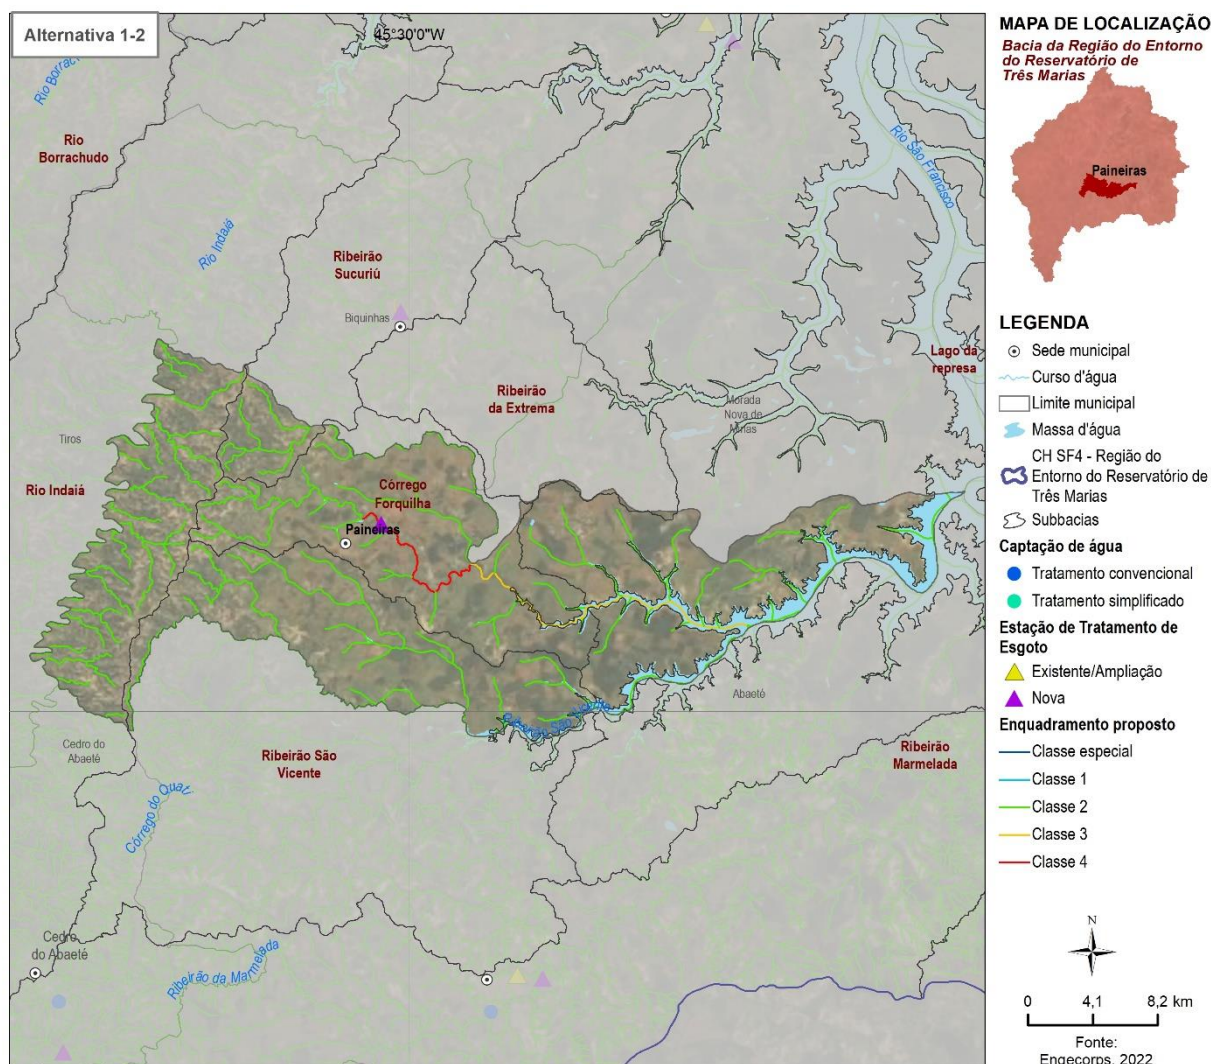 Alternativa 1-2
45°30'0"W
Rio Borrachudo
Rio
Borrachudo
Rio Indaiá
Ribeirão
Sucuriú
Biquinhas
Rio São Francisco
Lago da
represa
Ribeirão
da Extrema
Morada
Nova de
Minas
Tiros
Rio Indaiá
Córrego
Forquilha
Paineiras
Abaeté
Cedro do
Abaeté
Ribeirão São Vicente
Ribeirão São
Vicente
Ribeirão
Marmelada
Córrego do Quati
Cedro
do Abaeté
Ribeirão da Marmelada
MAPA DE LOCALIZAÇÃO
Bacia da Região do Entorno
do Reservatório de
Três Marias
Paineiras
LEGENDA
Sede municipal
Curso d'água
Limite municipal
Massa d'água
CH SF4 - Região do
Entorno do Reservatório de
Três Marias
Subbacias
Captação de água
Tratamento convencional
Tratamento simplificado
Estação de Tratamento de
Esgoto
Existente/Ampliação
Nova
Enquadramento proposto
Classe especial
Classe 1
Classe 2
Classe 3
Classe 4
N
0 4,1 8,2 km
Fonte:
Engecorps, 2022